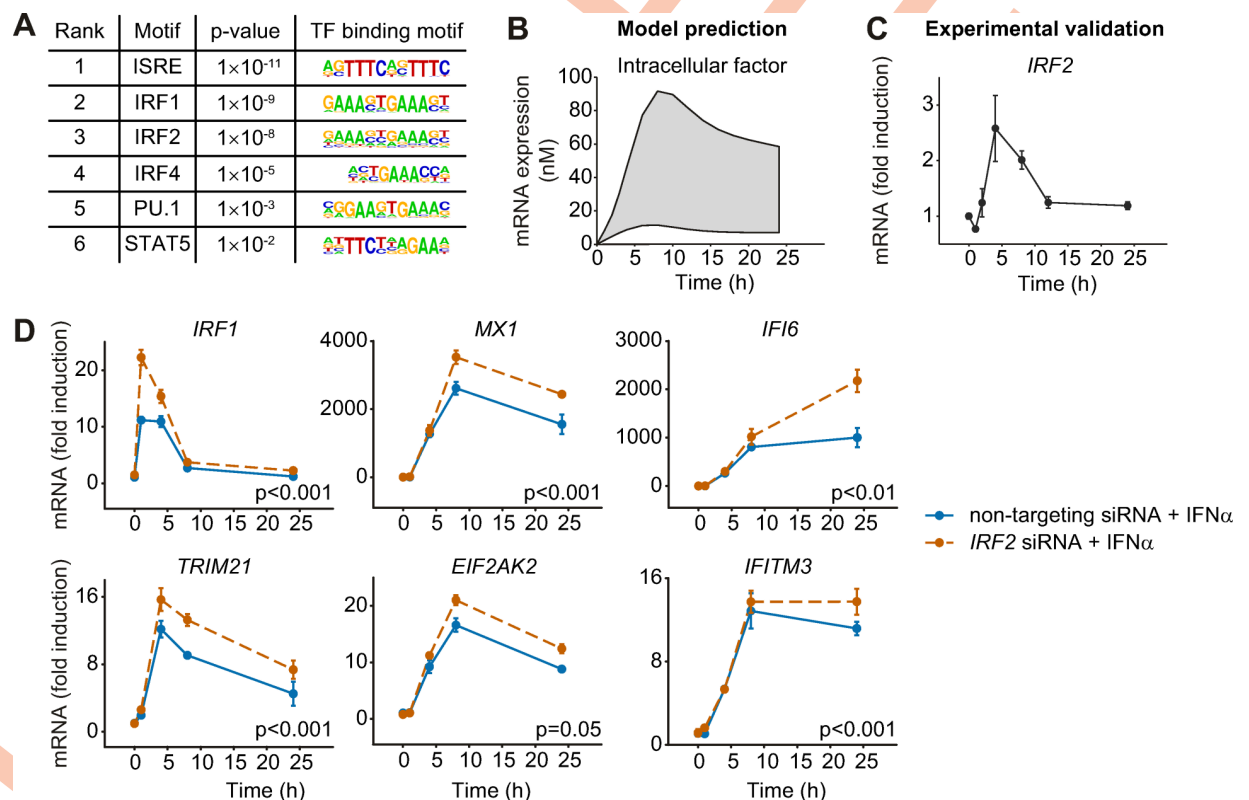 A
Rank Motif p-value TF binding motif
1 ISRE 1×10-11
2 IRF1 1×10-9
3 IRF2 1×10-8
4 IRF4 1×10-5
5 PU.1 1×10-3
6 STAT5 1×10-2
B Model prediction
Intracellular factor
mRNA expression
(nM)
100
80
60
40
20
0
0 5 10 15 20 25
Time (h)
C Experimental validation
IRF2
mRNA (fold induction)
3
2
1
0 5 10 15 20 25
Time (h)
D
IRF1
mRNA (fold induction)
20
10
0
p<0.001
0 5 10 15 20 25
MX1
4000
2000
0
p<0.001
0 5 10 15 20 25
IFI6
3000
2000
1000
0
p<0.01
0 5 10 15 20 25
TRIM21
mRNA (fold induction)
16
8
0
p<0.001
0 5 10 15 20 25
Time (h)
EIF2AK2
20
10
0
p=0.05
0 5 10 15 20 25
Time (h)
IFITM3
16
8
0
p<0.001
0 5 10 15 20 25
Time (h)
non-targeting siRNA + IFNα
IRF2 siRNA + IFNα